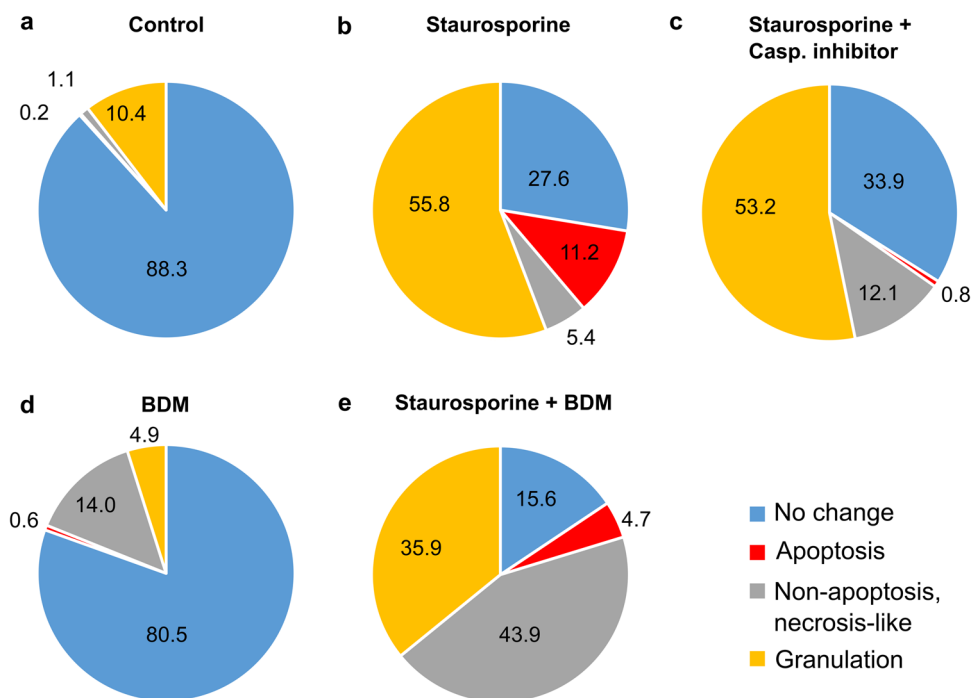 a
Control
b
Staurosporine
c
Staurosporine +
Casp. inhibitor
1.1
0.2
10.4
88.3
27.6
55.8
11.2
5.4
33.9
53.2
12.1
0.8
d
BDM
e
Staurosporine + BDM
4.9
14.0
0.6
80.5
15.6
4.7
35.9
43.9
No change
Apoptosis
Non-apoptosis,
necrosis-like
Granulation